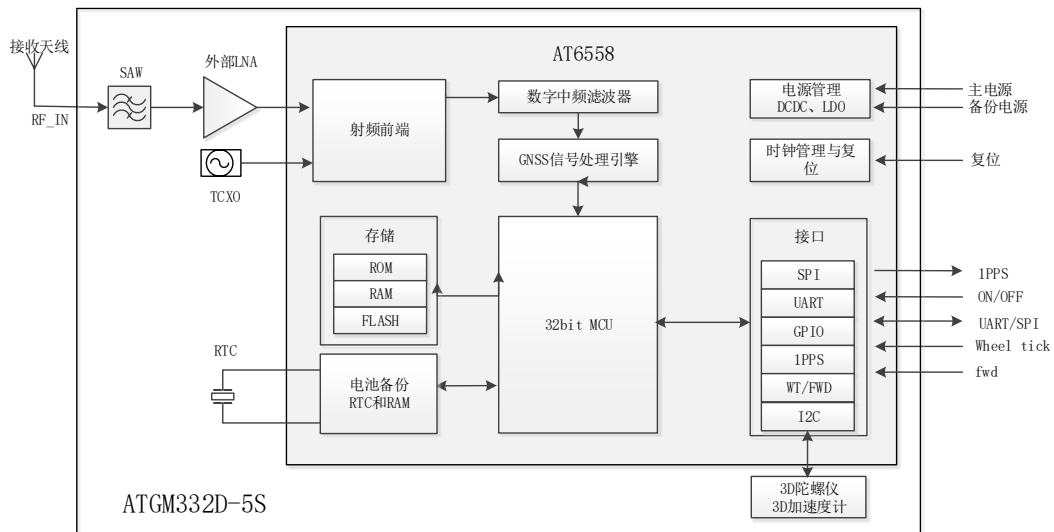 接收天线
RF_IN
SAW
外部LNA
TCXO
AT6558
射频前端
数字中频滤波器
GNSS信号处理引擎
电源管理
DCDC、LDO
主电源
备份电源
时钟管理与复
位
复位
存储
ROM
RAM
FLASH
32bit MCU
接口
SPI
UART
GPIO
1PPS
WT/FWD
I2C
1PPS
ON/OFF
UART/SPI
Wheel tick
fwd
RTC
电池备份
RTC和RAM
3D陀螺仪
3D加速度计
ATGM332D-5S